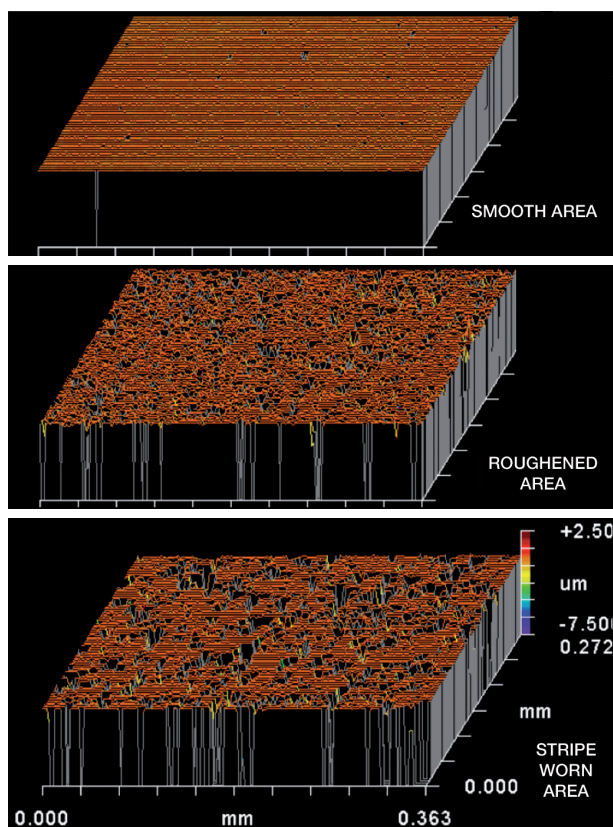 SMOOTH AREA
ROUGHENED
AREA
+2.50
um
-7.500
0.272
mm
STRIPE
WORN
AREA
0.000
0.000 mm 0.363